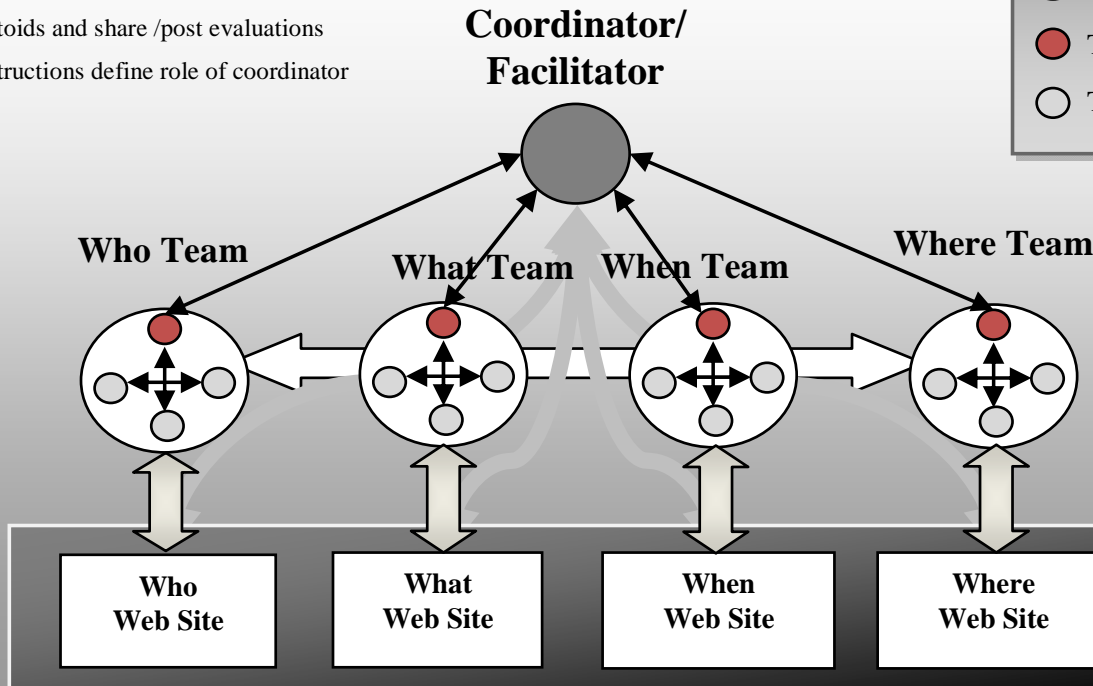 toids and share /post evaluations
tructions define role of coordinator
Coordinator/
Facilitator
T
T
Who Team
What Team
When Team
Where Team
Who
Web Site
What
Web Site
When
Web Site
Where
Web Site